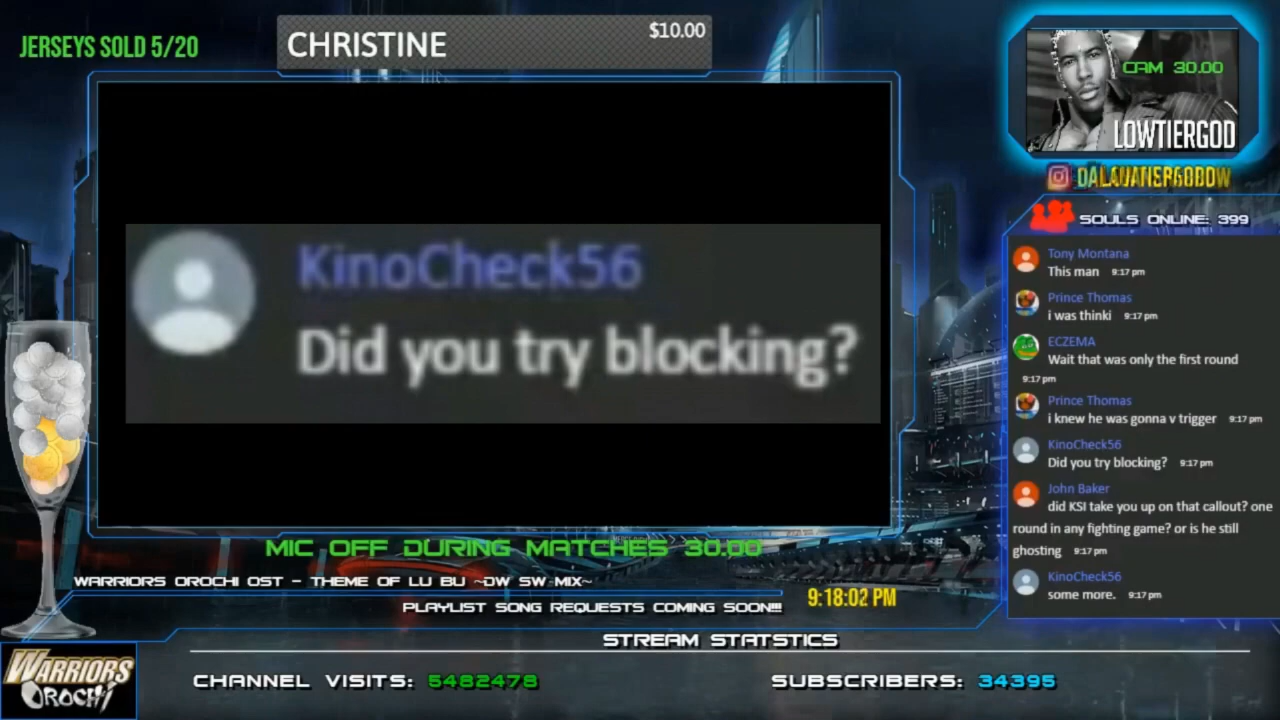 JERSEYS SOLD 5/20
CHRISTINE
$10.00
CAM 30.00
LOWTIERGOD
SOULS ONLINE: 399
KinoCheck56
Did you try blocking?
Tony Montana
This man 9:17 pm
Prince Thomas
i was thinki 9:17 pm
ECZEMA
Wait that was only the first round
9:17 pm
Prince Thomas
i knew he was gonna v trigger 9:17 pm
KinoCheck56
Did you try blocking? 9:17 pm
John Baker
did KSI take you up on that callout? one
round in any fighting game? or is he still
ghosting 9:17 pm
KinoCheck56
some more. 9:17 pm
MIC OFF DURING MATCHES 30.00
WARRIORS OROCHI OST - THEME OF LU BU ~DW SW MIX~
PLAYLIST SONG REQUESTS COMING SOON!!!
9:18:02 PM
STREAM STATSTICS
WARRIORS
OROCHI
CHANNEL VISITS: 5482478
SUBSCRIBERS: 34395